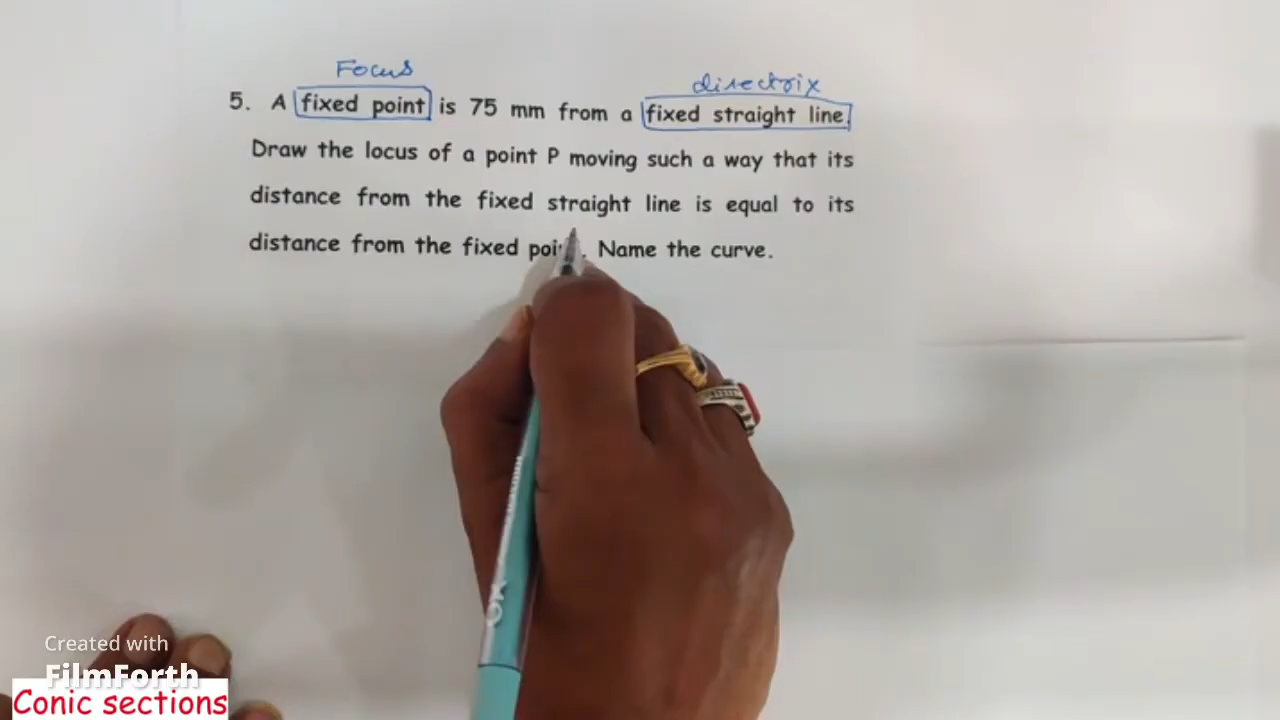 Focus
directrix
5. A fixed point is 75 mm from a fixed straight line.
Draw the locus of a point P moving such a way that its
distance from the fixed straight line is equal to its
distance from the fixed Name the curve.
OK
Created with
FilmForth
Conic sections